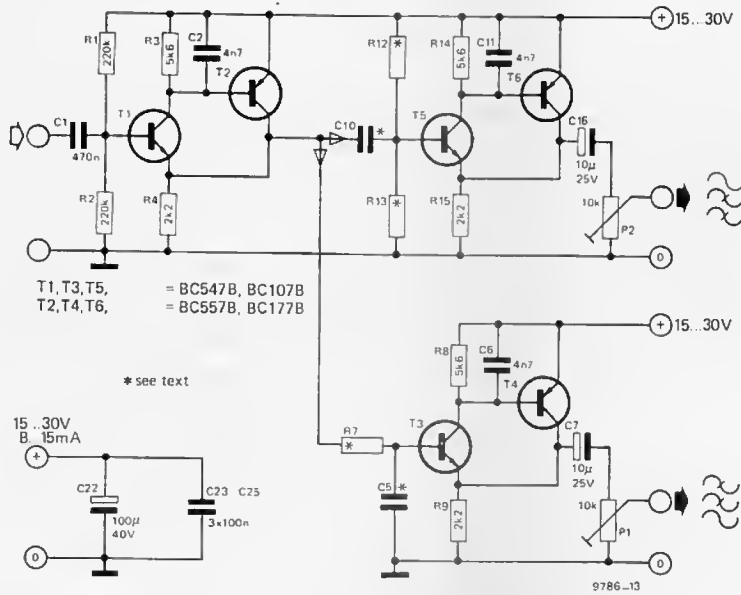 15...30V
R1
220k
R3
5k6
C2
4n7
T2
R12
*
R14
5k6
C11
4n7
T6
C1
470n
T1
C10
*
T5
C16
10µ
25V
R2
220k
R4
2k2
R13
*
R15
2k2
10k
P2
0
T1,T3,T5, = BC547B, BC107B
T2,T4,T6, = BC557B, BC177B
15...30V
* see text
R8
5k6
C6
4n7
T4
R7
*
T3
C7
10µ
25V
C5
*
R9
2k2
10k
P1
0
15...30V
B. 15mA
C22
100µ
40V
C23 C25
3x100n
0
9786-13